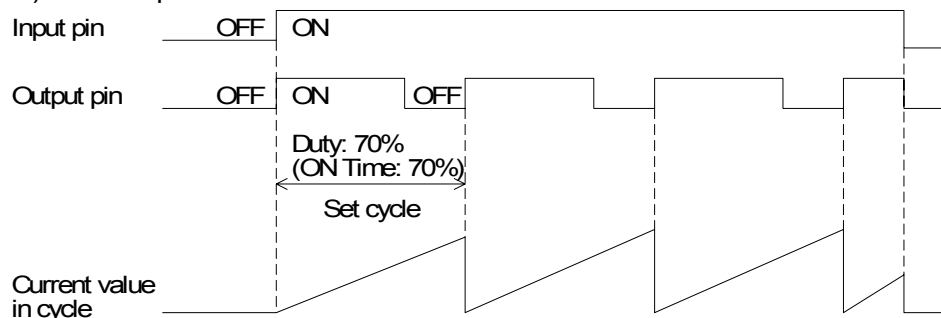 Input pin OFF ON
Output pin OFF ON OFF
Duty: 70%
(ON Time: 70%)
Set cycle
Current value
in cycle